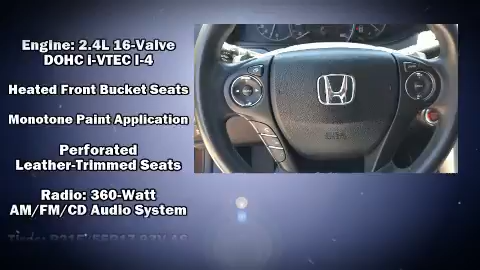 Engine: 2.4L 16-Valve
DOHC i-VTEC I-4
Heated Front Bucket Seats
Monotone Paint Application
Perforated
Leather-Trimmed Seats
Radio: 360-Watt
AM/FM/CD Audio System